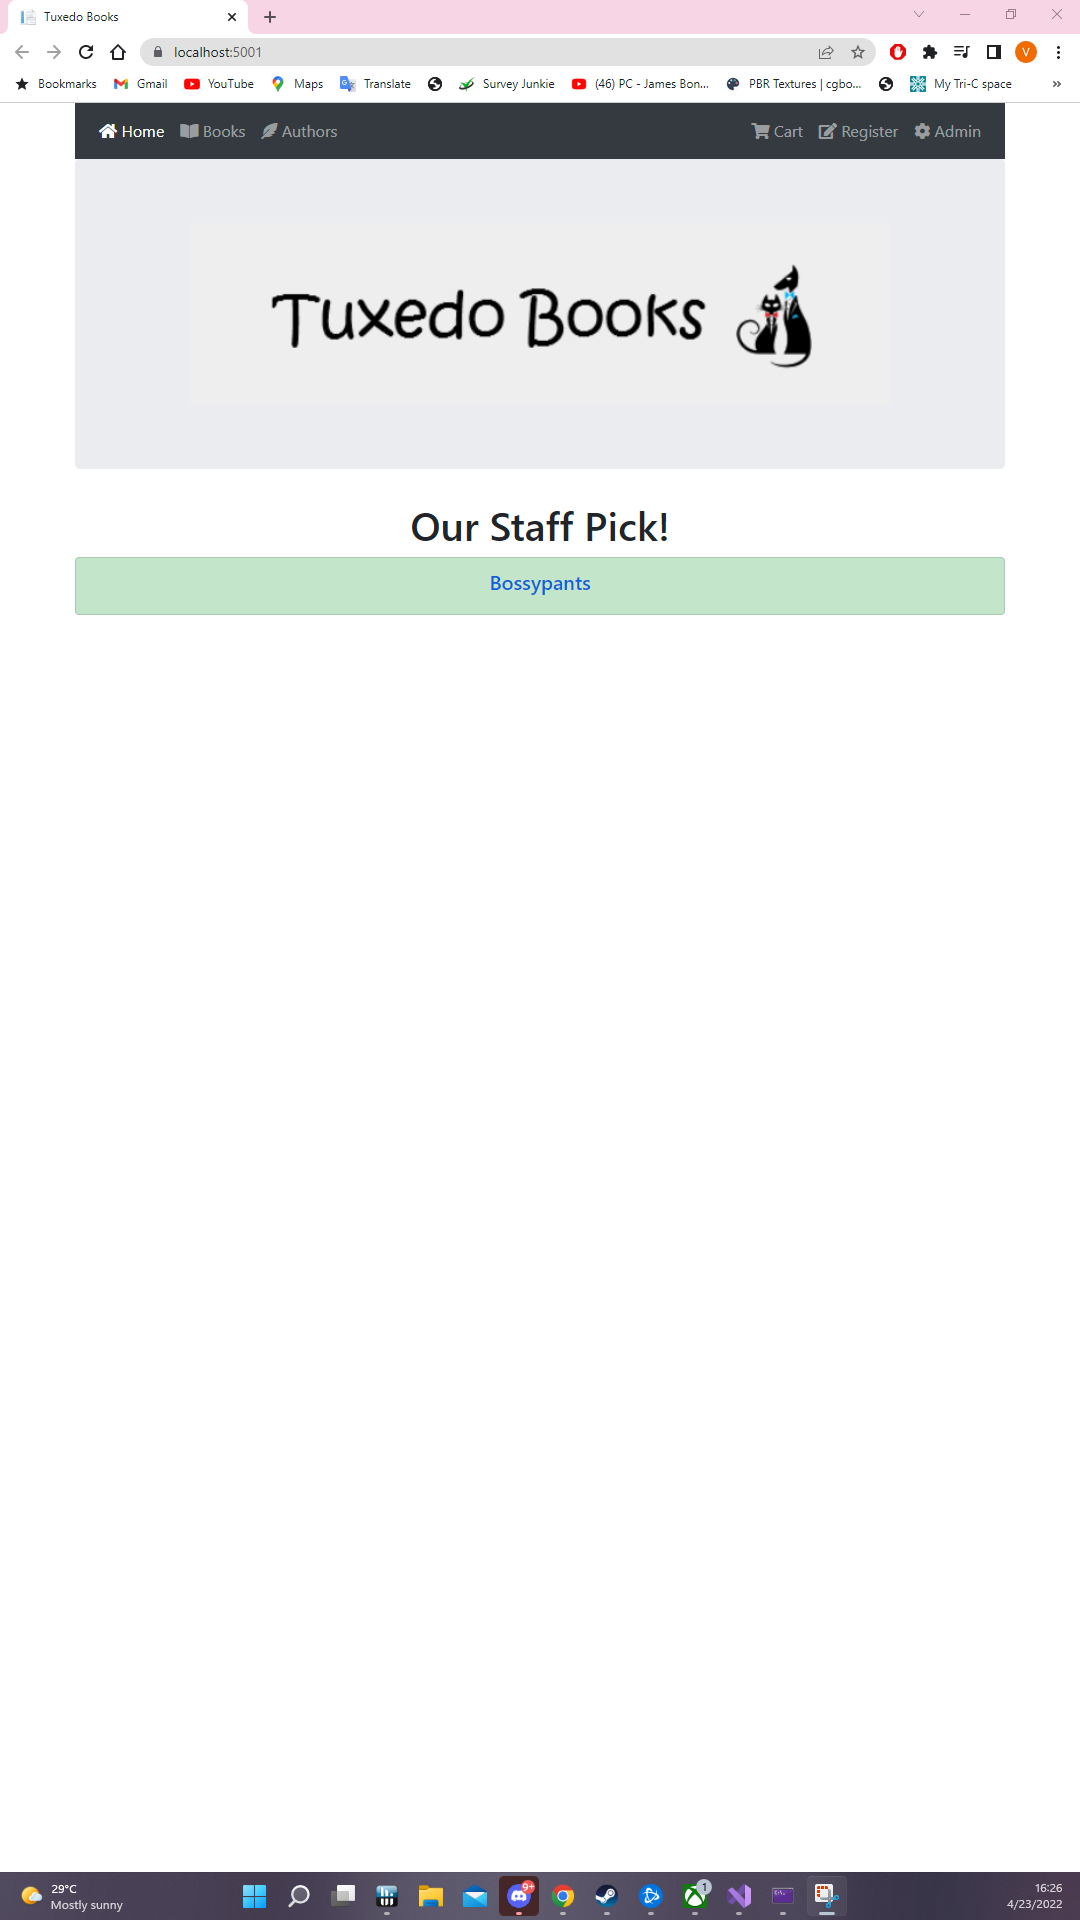 Tuxedo Books
localhost:5001
V
Bookmarks Gmail YouTube Maps Translate Survey Junkie (46) PC - James Bon... PBR Textures | cgbo... My Tri-C space »
Home Books Authors Cart Register Admin
Tuxedo Books
Our Staff Pick!
Bossypants
29°C
Mostly sunny
9+
1
16:26
4/23/2022